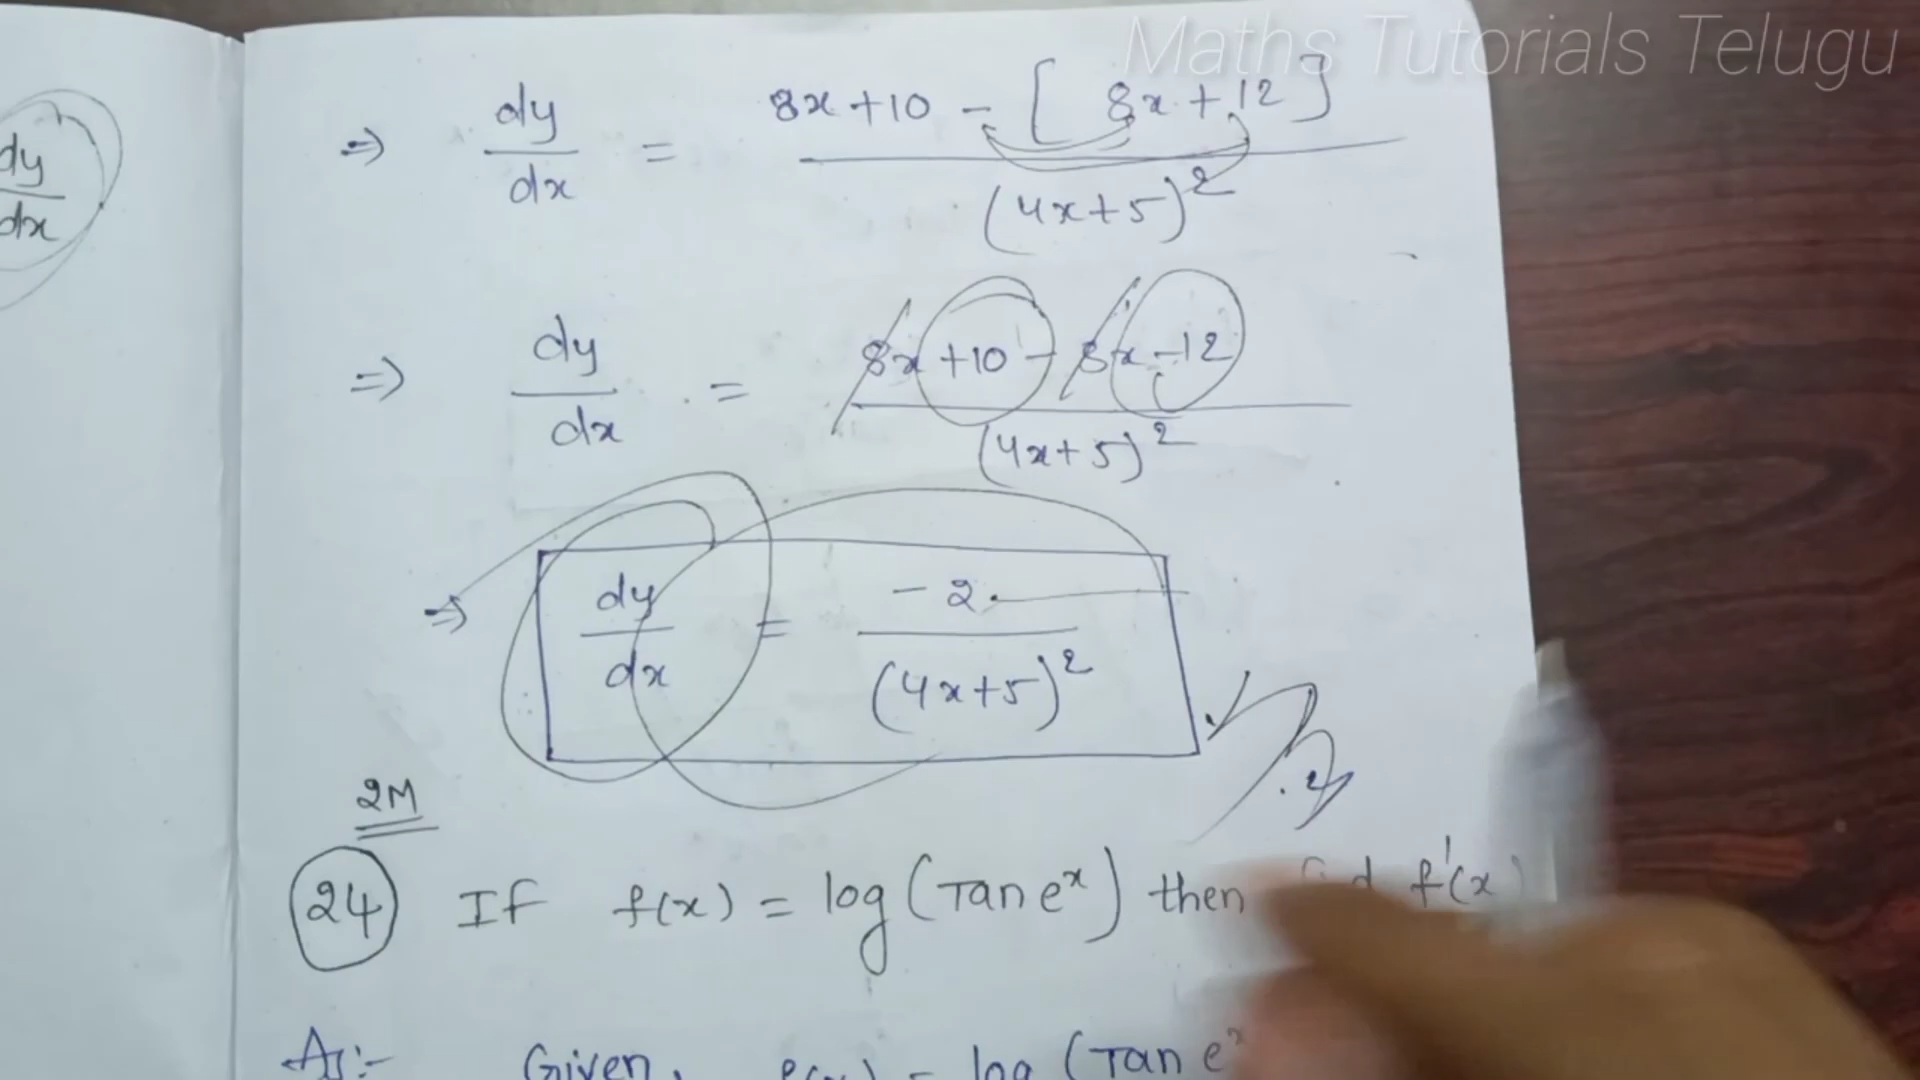 Maths Tutorials Telugu
dy/dx
⇒ dy/dx = 8x+10 - [8x+12] / (4x+5)²
⇒ dy/dx = 8x+10 - 8x-12 / (4x+5)²
⇒ dy/dx = -2 / (4x+5)²
2M
24 If f(x) = log(Tan eˣ) then f'(x)
As:- Given, f(x) = log (Tan eˣ